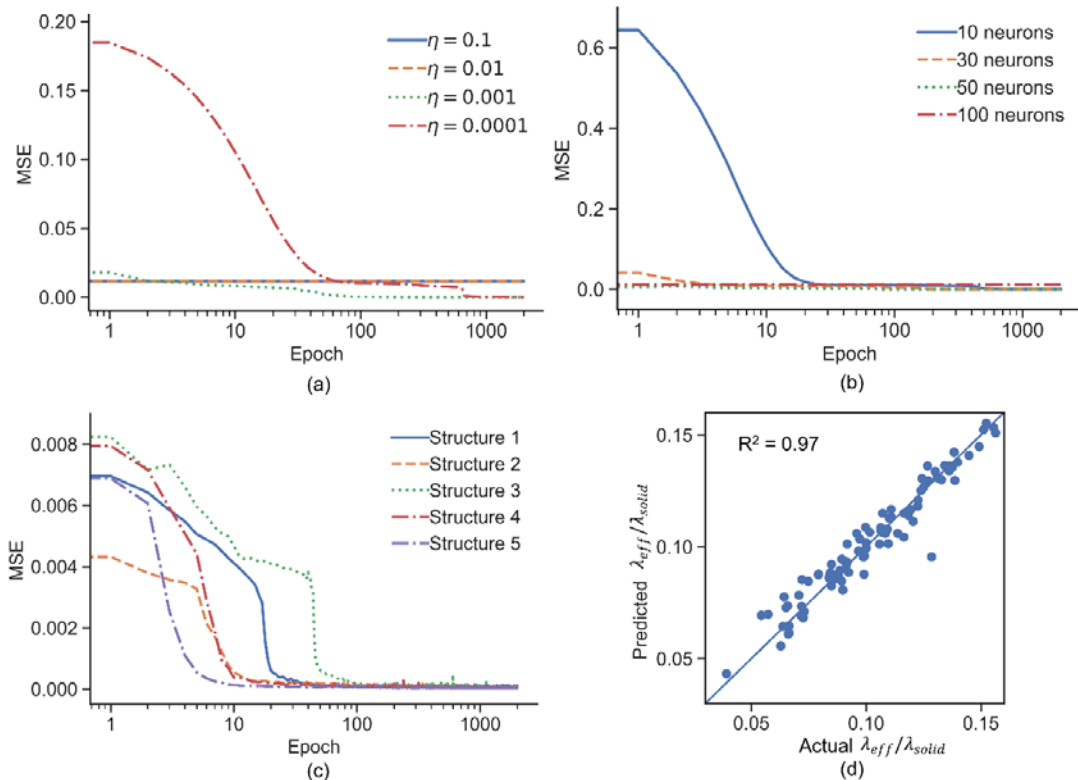 0.20
0.15
0.10
0.05
0.00
MSE
1
10
100
1000
Epoch
η = 0.1
η = 0.01
η = 0.001
η = 0.0001
(a)
0.6
0.4
0.2
0.0
MSE
1
10
100
1000
Epoch
10 neurons
30 neurons
50 neurons
100 neurons
(b)
0.008
0.006
0.004
0.002
0.000
MSE
1
10
100
1000
Epoch
Structure 1
Structure 2
Structure 3
Structure 4
Structure 5
(c)
R² = 0.97
0.15
0.10
0.05
Predicted λeff/λsolid
0.05
0.10
0.15
Actual λeff/λsolid
(d)